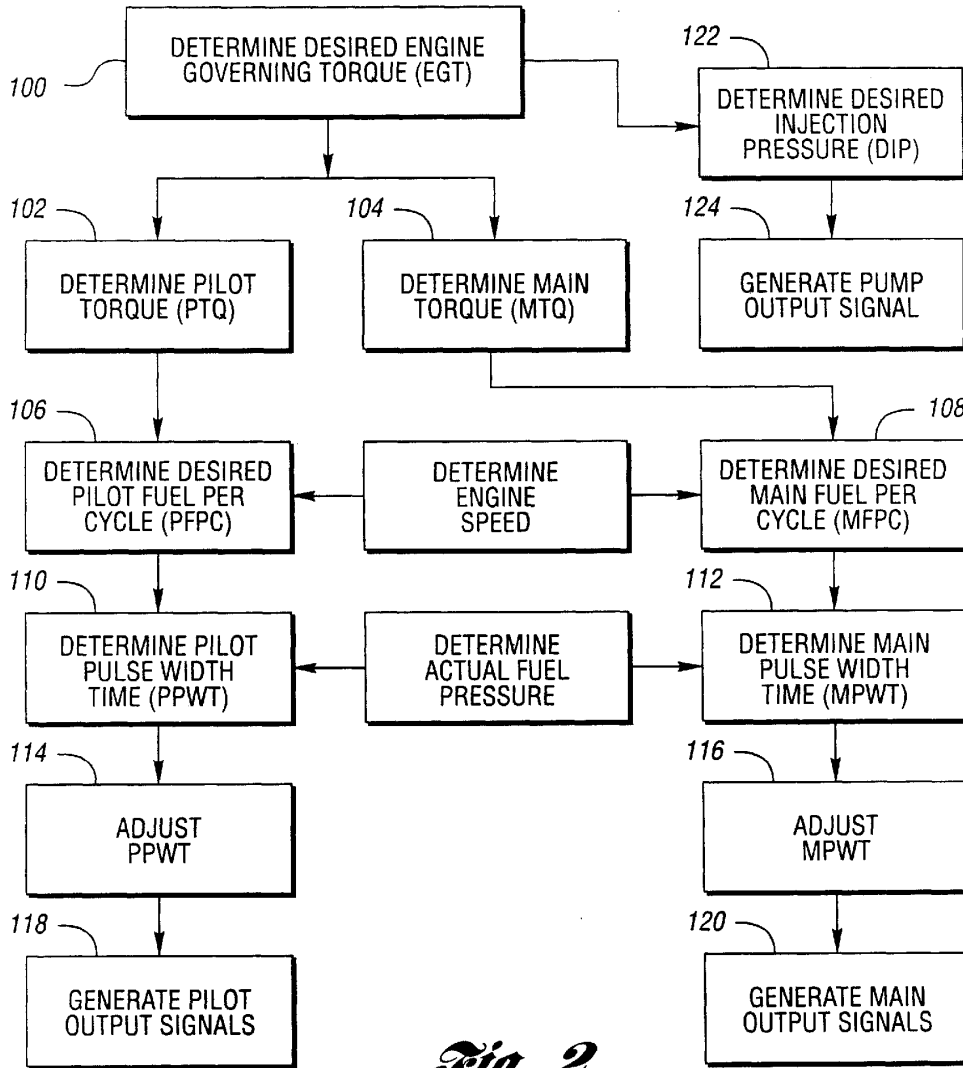 100
DETERMINE DESIRED ENGINE
GOVERNING TORQUE (EGT)
122
DETERMINE DESIRED
INJECTION
PRESSURE (DIP)
102
DETERMINE PILOT
TORQUE (PTQ)
104
DETERMINE MAIN
TORQUE (MTQ)
124
GENERATE PUMP
OUTPUT SIGNAL
106
DETERMINE DESIRED
PILOT FUEL PER
CYCLE (PFPC)
DETERMINE
ENGINE
SPEED
108
DETERMINE DESIRED
MAIN FUEL PER
CYCLE (MFPC)
110
DETERMINE PILOT
PULSE WIDTH
TIME (PPWT)
DETERMINE
ACTUAL FUEL
PRESSURE
112
DETERMINE MAIN
PULSE WIDTH
TIME (MPWT)
114
ADJUST
PPWT
116
ADJUST
MPWT
118
GENERATE PILOT
OUTPUT SIGNALS
120
GENERATE MAIN
OUTPUT SIGNALS
Fig. 2